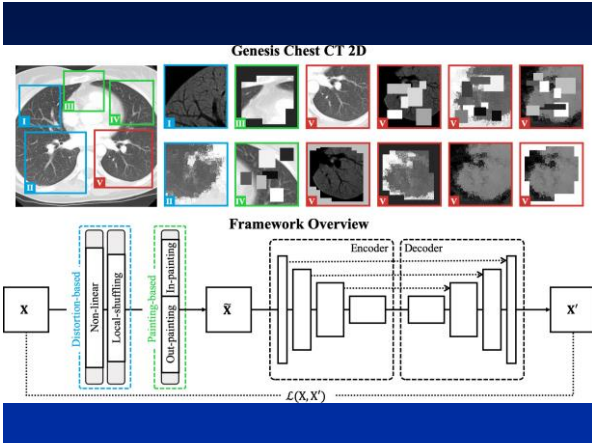 Genesis Chest CT 2D
I
III
IV
II
V
I
III
V
V
V
V
II
IV
V
V
V
V
Framework Overview
X
Distortion-based
Non-linear
Local-shuffling
Painting-based
Out-painting
In-painting
X̃
Encoder
Decoder
X′
ℒ(X, X′)